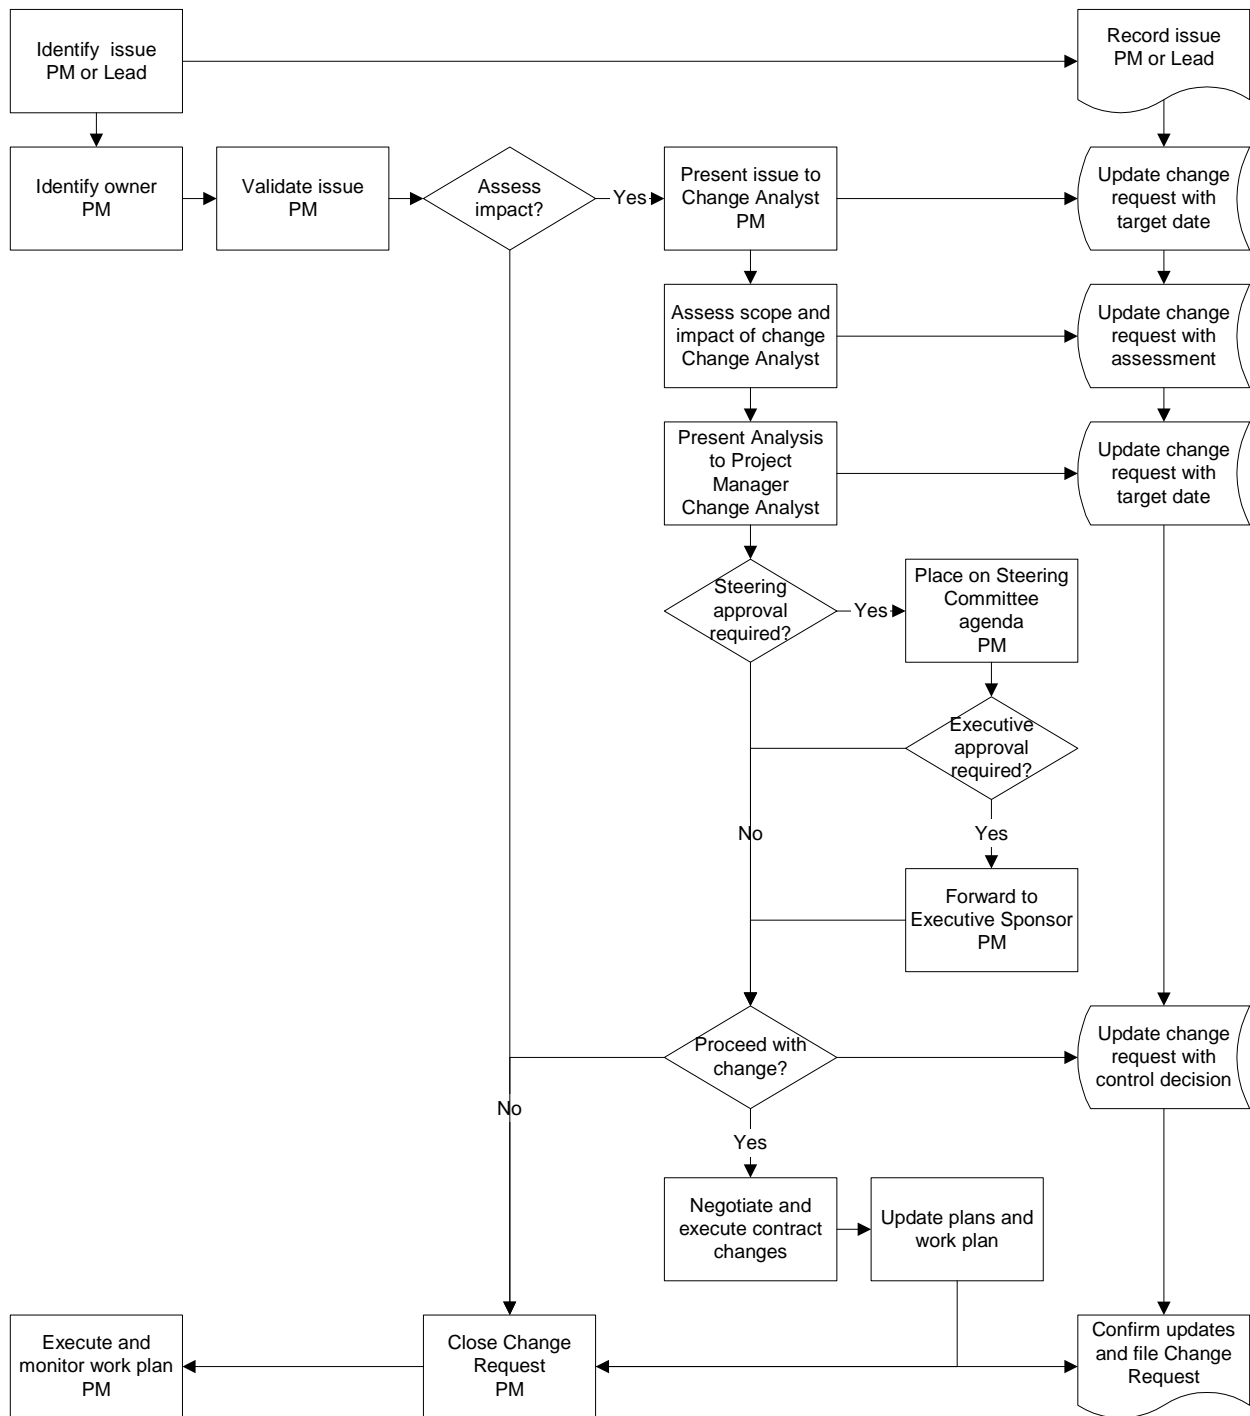 Identify  issue
PM or Lead
Record issue
PM or Lead
Identify owner
PM
Validate issue
PM
Assess
impact?
Yes
Present issue to
Change Analyst
PM
Update change
request with
target date
Assess scope and
impact of change
Change Analyst
Update change
request with
assessment
Present Analysis
to Project
Manager
Change Analyst
Update change
request with
target date
Steering
approval
required?
Yes
Place on Steering
Committee
agenda
PM
Executive
approval
required?
No
Yes
Forward to
Executive Sponsor
PM
Proceed with
change?
Update change
request with
control decision
No
Yes
Negotiate and
execute contract
changes
Update plans and
work plan
Execute and
monitor work plan
PM
Close Change
Request
PM
Confirm updates
and file Change
Request